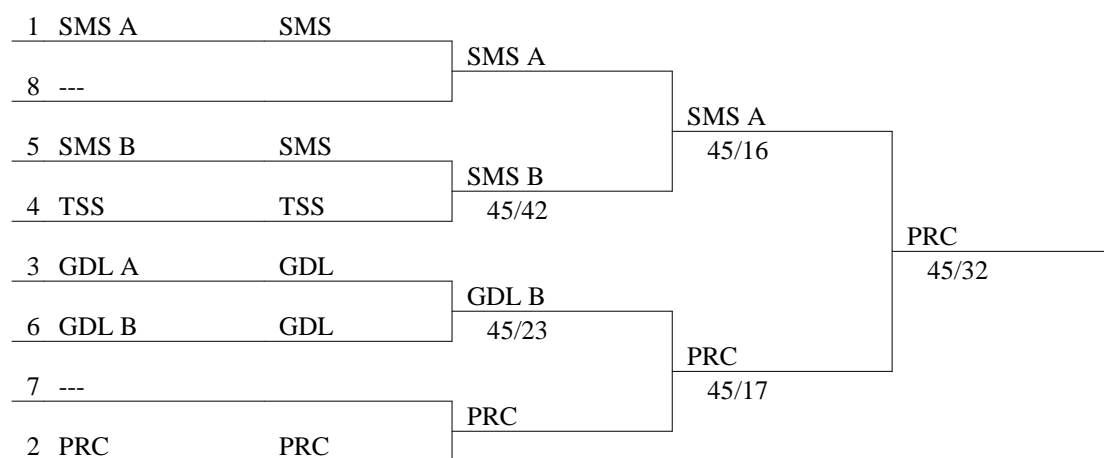 1 SMS A SMS
SMS A
8 ---
SMS A
45/16
5 SMS B SMS
SMS B
45/42
4 TSS TSS
PRC
45/32
3 GDL A GDL
GDL B
45/23
6 GDL B GDL
PRC
45/17
7 ---
PRC
2 PRC PRC